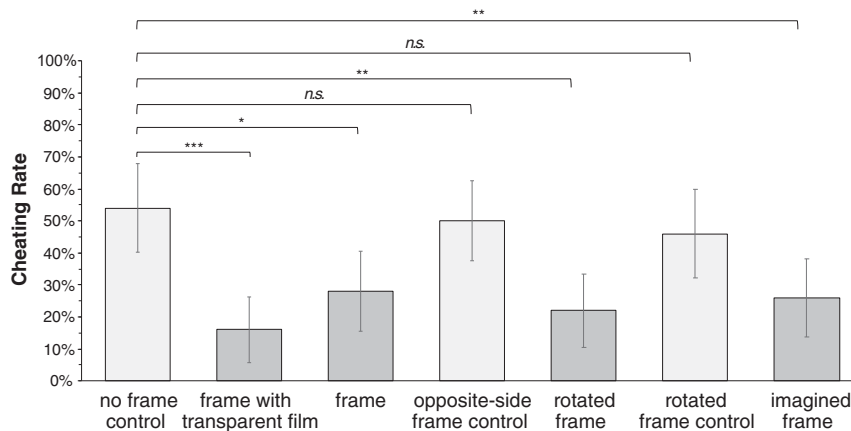 **
n.s.
100%
**
90%
n.s.
80%
*
70%
***
60%
50%
40%
30%
20%
10%
0%
Cheating Rate
no frame control
frame with transparent film
frame
opposite-side frame control
rotated frame
rotated frame control
imagined frame